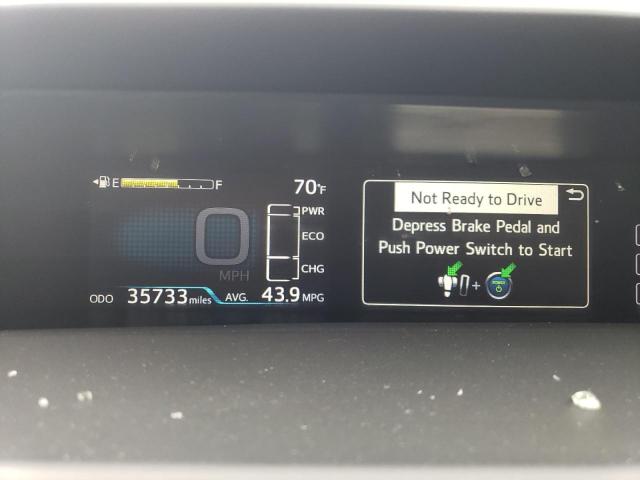 E F
70°F
0
MPH
PWR
ECO
CHG
ODO 35733 miles AVG. 43.9 MPG
Not Ready to Drive
Depress Brake Pedal and
Push Power Switch to Start
+ POWER